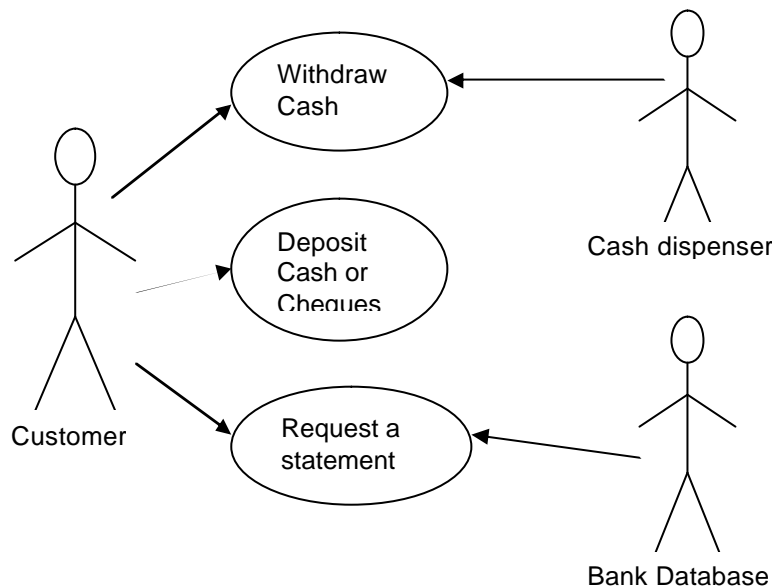 Withdraw
Cash
Cash dispenser
Deposit
Cash or
Cheques
Customer
Request a
statement
Bank Database